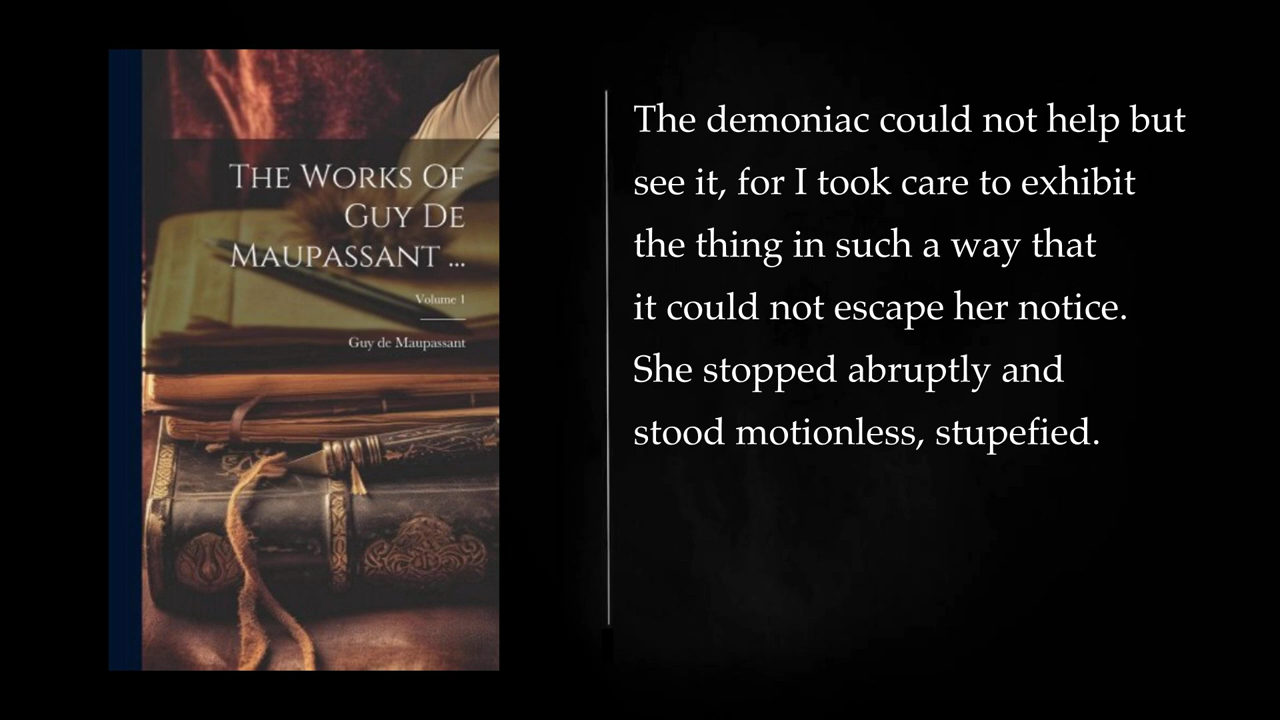 The Works Of
Guy De
Maupassant ...
Volume 1
Guy de Maupassant
The demoniac could not help but
see it, for I took care to exhibit
the thing in such a way that
it could not escape her notice.
She stopped abruptly and
stood motionless, stupefied.